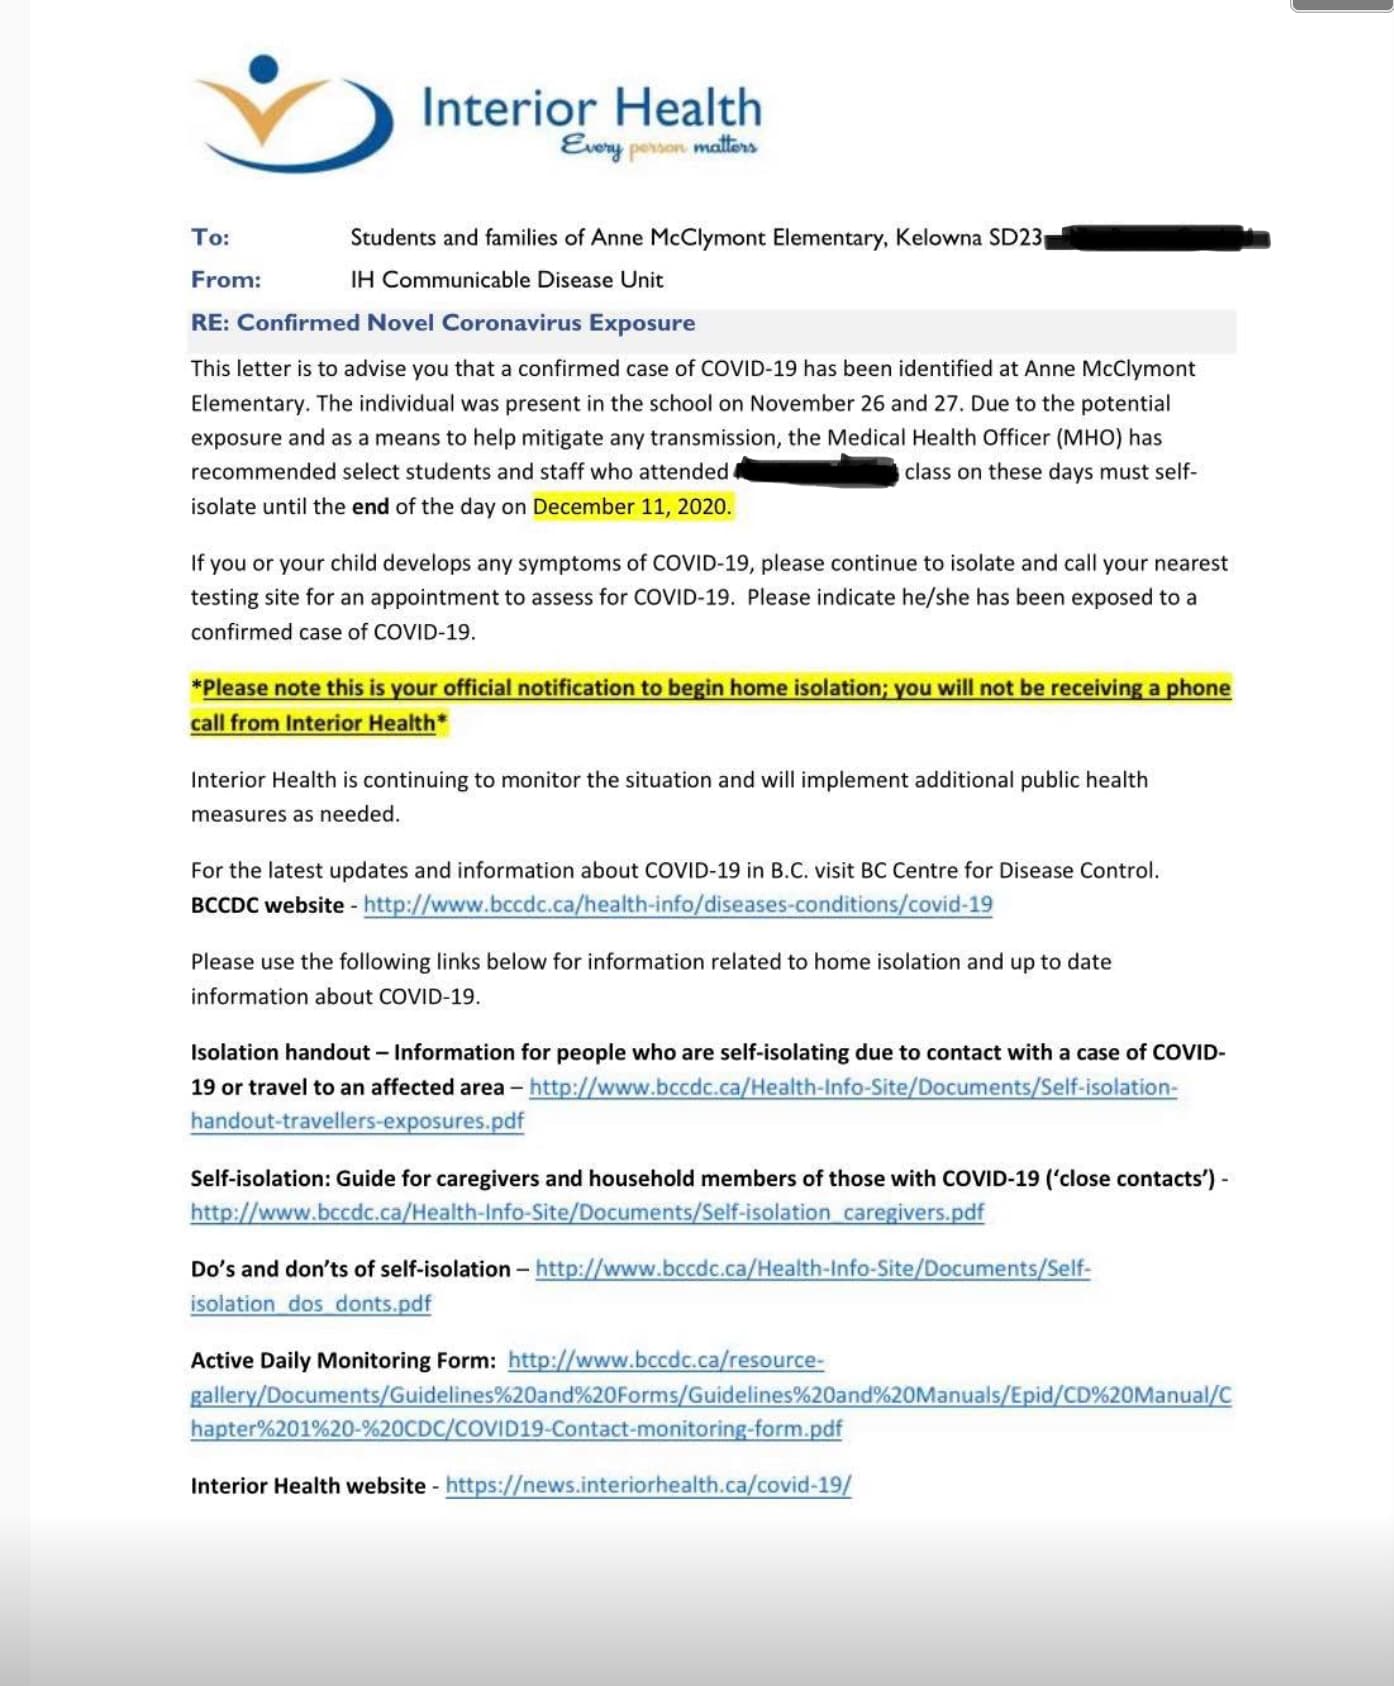 Interior Health
Every person matters
To: Students and families of Anne McClymont Elementary, Kelowna SD23
From: IH Communicable Disease Unit
RE: Confirmed Novel Coronavirus Exposure
This letter is to advise you that a confirmed case of COVID-19 has been identified at Anne McClymont
Elementary. The individual was present in the school on November 26 and 27. Due to the potential
exposure and as a means to help mitigate any transmission, the Medical Health Officer (MHO) has
recommended select students and staff who attended class on these days must self-
isolate until the end of the day on December 11, 2020.
If you or your child develops any symptoms of COVID-19, please continue to isolate and call your nearest
testing site for an appointment to assess for COVID-19.  Please indicate he/she has been exposed to a
confirmed case of COVID-19.
*Please note this is your official notification to begin home isolation; you will not be receiving a phone
call from Interior Health*
Interior Health is continuing to monitor the situation and will implement additional public health
measures as needed.
For the latest updates and information about COVID-19 in B.C. visit BC Centre for Disease Control.
BCCDC website - http://www.bccdc.ca/health-info/diseases-conditions/covid-19
Please use the following links below for information related to home isolation and up to date
information about COVID-19.
Isolation handout – Information for people who are self-isolating due to contact with a case of COVID-
19 or travel to an affected area – http://www.bccdc.ca/Health-Info-Site/Documents/Self-isolation-
handout-travellers-exposures.pdf
Self-isolation: Guide for caregivers and household members of those with COVID-19 (‘close contacts’) -
http://www.bccdc.ca/Health-Info-Site/Documents/Self-isolation_caregivers.pdf
Do’s and don’ts of self-isolation – http://www.bccdc.ca/Health-Info-Site/Documents/Self-
isolation_dos_donts.pdf
Active Daily Monitoring Form:  http://www.bccdc.ca/resource-
gallery/Documents/Guidelines%20and%20Forms/Guidelines%20and%20Manuals/Epid/CD%20Manual/C
hapter%201%20-%20CDC/COVID19-Contact-monitoring-form.pdf
Interior Health website - https://news.interiorhealth.ca/covid-19/